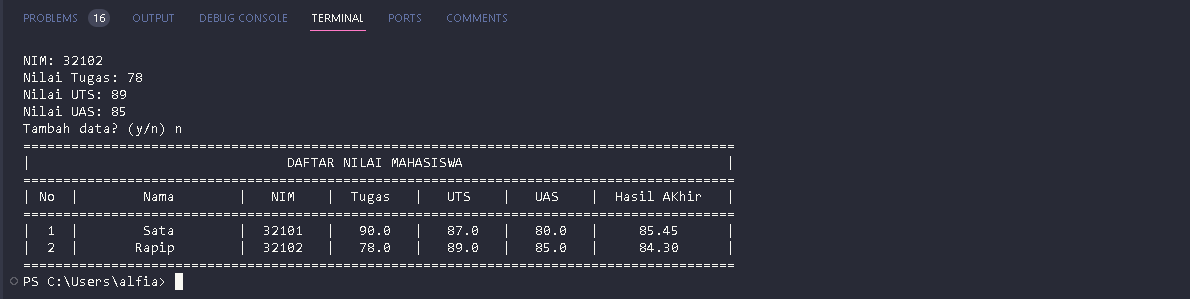 PROBLEMS 16 OUTPUT DEBUG CONSOLE TERMINAL PORTS COMMENTS
NIM: 32102
Nilai Tugas: 78
Nilai UTS: 89
Nilai UAS: 85
Tambah data? (y/n) n
=========================================================================================
| DAFTAR NILAI MAHASISWA |
=========================================================================================
| No | Nama | NIM | Tugas | UTS | UAS | Hasil AKhir |
=========================================================================================
| 1 | Sata | 32101 | 90.0 | 87.0 | 80.0 | 85.45 |
| 2 | Rapip | 32102 | 78.0 | 89.0 | 85.0 | 84.30 |
=========================================================================================
PS C:\Users\alfia>